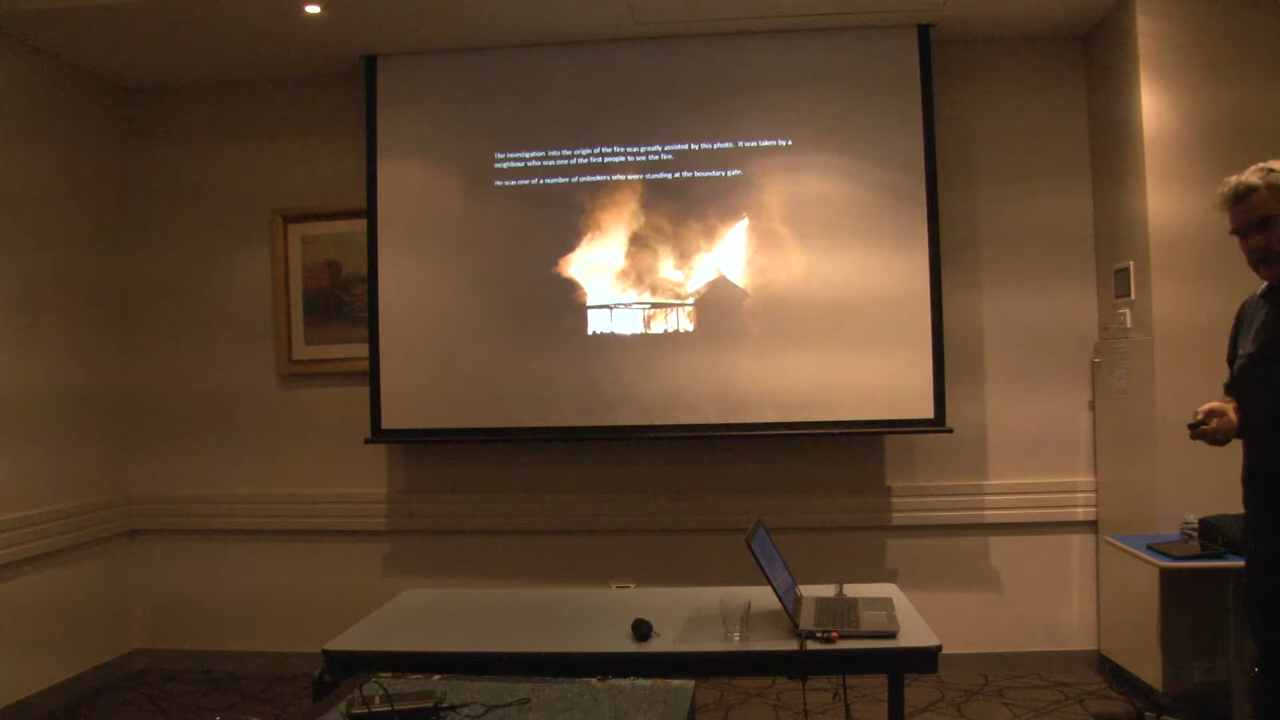 The investigation into the origin of the fire was greatly assisted by this photo. It was taken by a
neighbour who was one of the first people to see the fire.
He was one of a number of onlookers who were standing at the boundary gate.